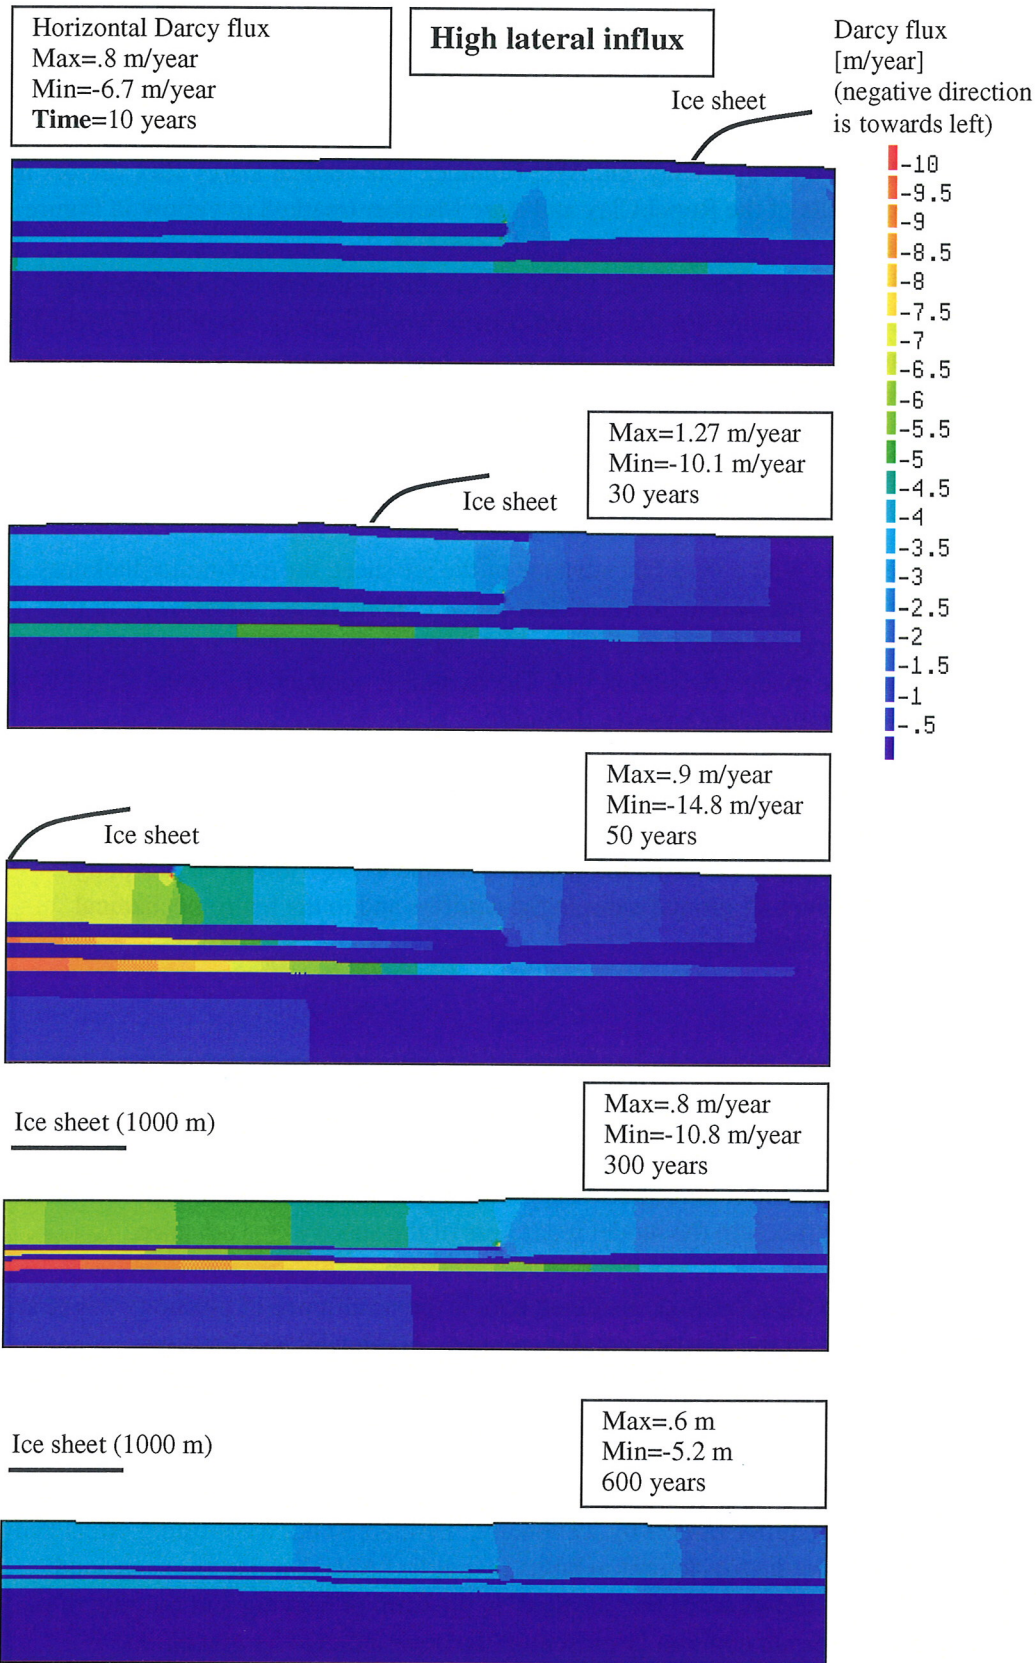 Horizontal Darcy flux
Max=.8 m/year
Min=-6.7 m/year
Time=10 years
High lateral influx
Ice sheet
Darcy flux
[m/year]
(negative direction
is towards left)
-10
-9.5
-9
-8.5
-8
-7.5
-7
-6.5
-6
-5.5
-5
-4.5
-4
-3.5
-3
-2.5
-2
-1.5
-1
-.5
Max=1.27 m/year
Min=-10.1 m/year
30 years
Ice sheet
Max=.9 m/year
Min=-14.8 m/year
50 years
Ice sheet
Max=.8 m/year
Min=-10.8 m/year
300 years
Ice sheet (1000 m)
Max=.6 m
Min=-5.2 m
600 years
Ice sheet (1000 m)